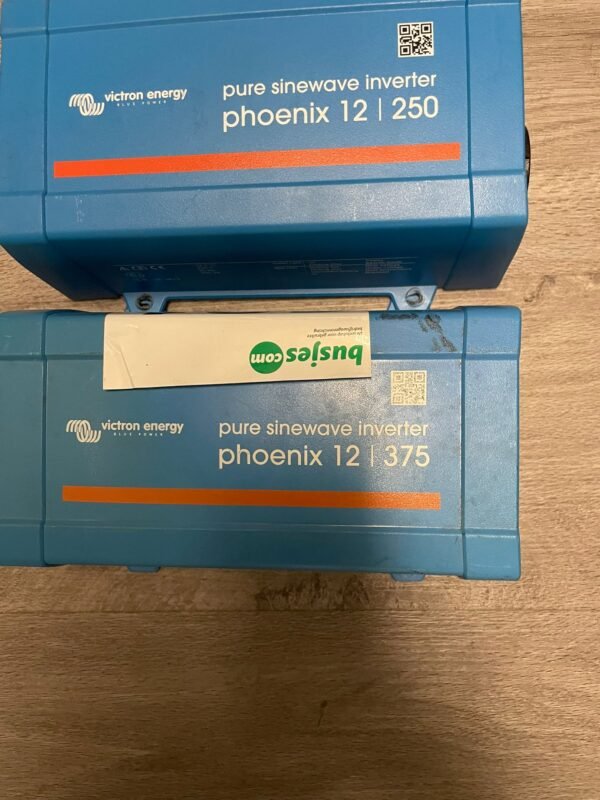 victron energy
BLUE POWER
pure sinewave inverter
phoenix 12 | 250
busjes.com
victron energy
BLUE POWER
pure sinewave inverter
phoenix 12 | 375